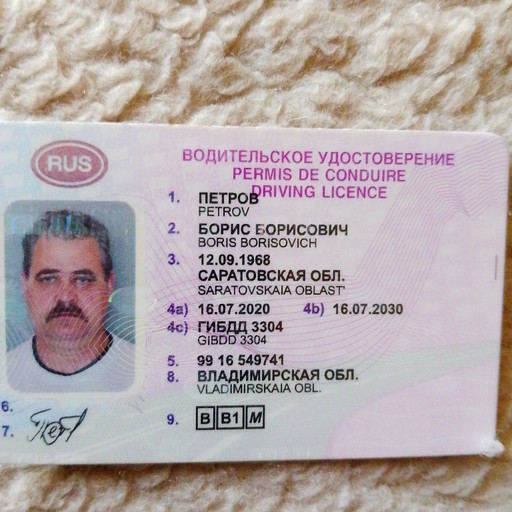 RUS
ВОДИТЕЛЬСКОЕ УДОСТОВЕРЕНИЕ
PERMIS DE CONDUIRE
DRIVING LICENCE
1. ПЕТРОВ
PETROV
2. БОРИС БОРИСОВИЧ
BORIS BORISOVICH
3. 12.09.1968
САРАТОВСКАЯ ОБЛ.
SARATOVSKAIA OBLAST'
4a) 16.07.2020 4b) 16.07.2030
4c) ГИБДД 3304
GIBDD 3304
5. 99 16 549741
8. ВЛАДИМИРСКАЯ ОБЛ.
VLADIMIRSKAIA OBL.
6.
7.
9. B B1 M